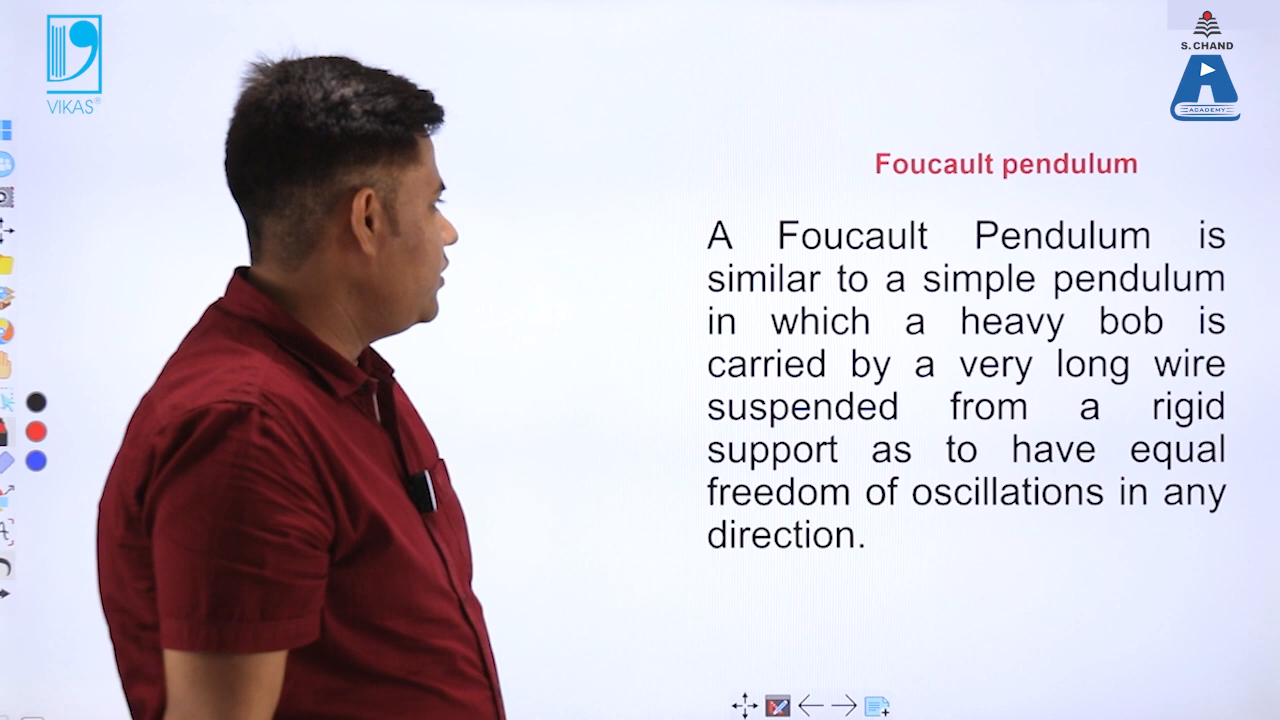 VIKAS®
S. CHAND
ACADEMY
Foucault pendulum
A Foucault Pendulum is
similar to a simple pendulum
in which a heavy bob is
carried by a very long wire
suspended from a rigid
support as to have equal
freedom of oscillations in any
direction.